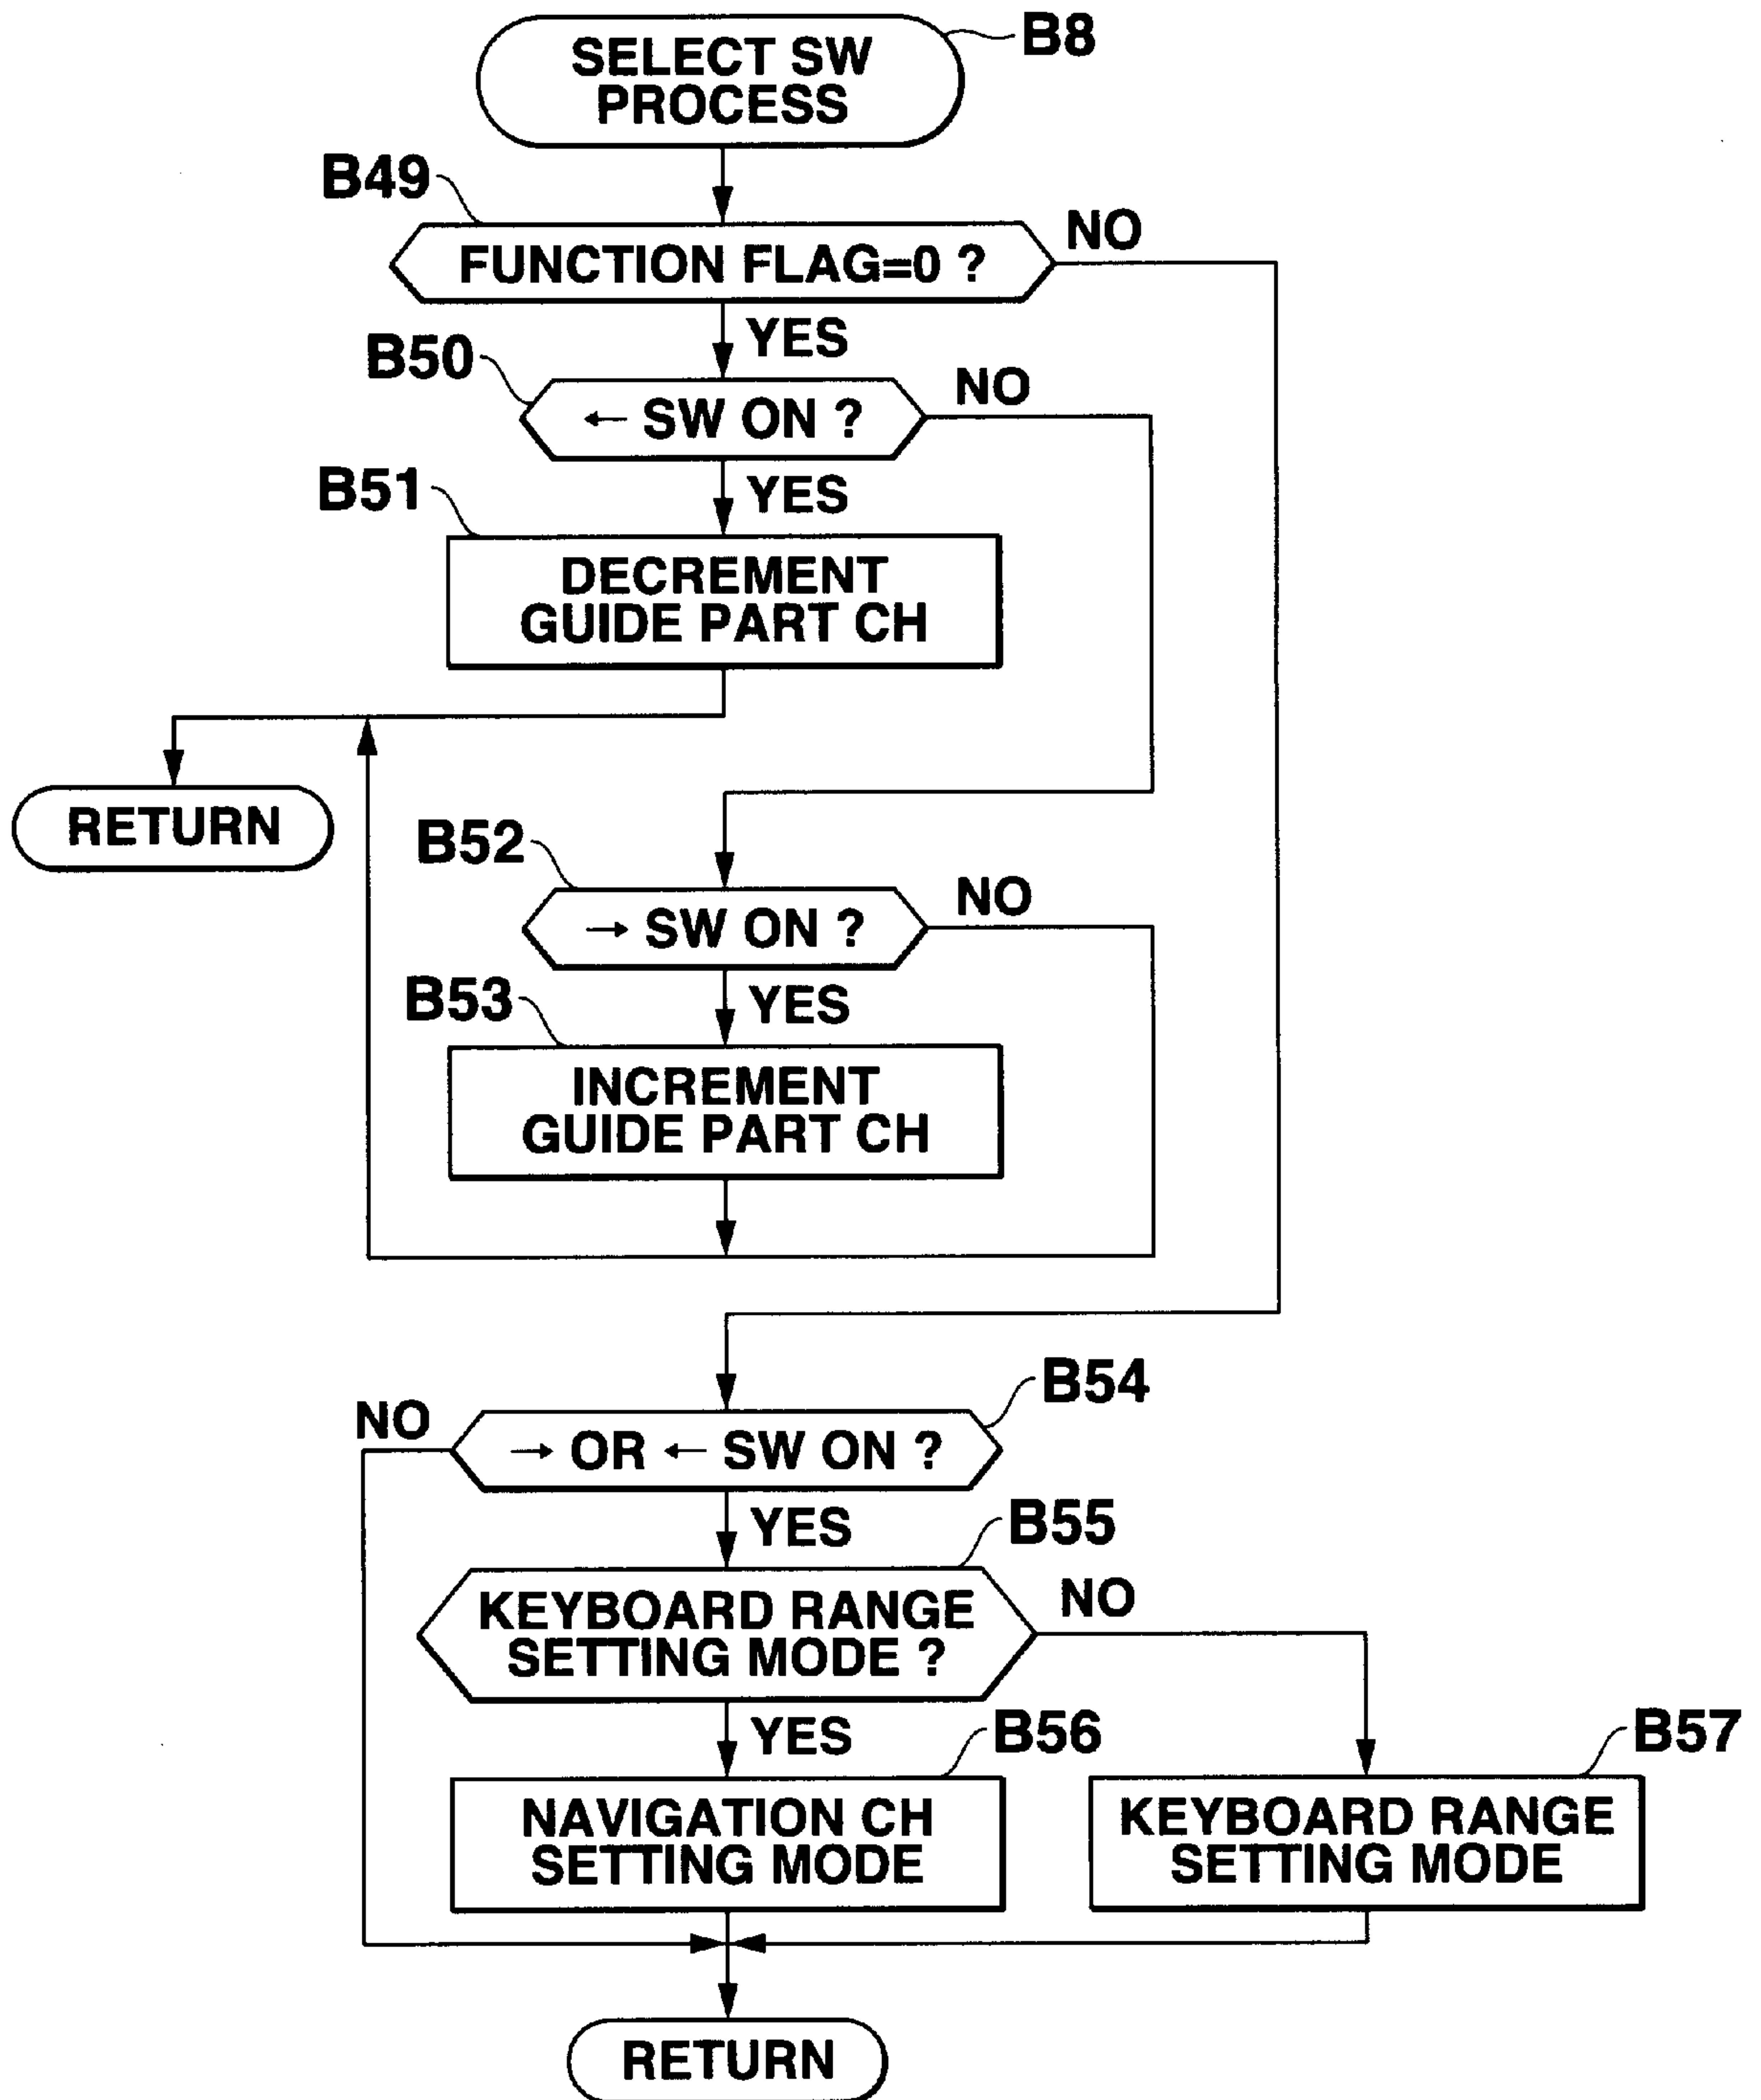 SELECT SW
PROCESS
B8
B49
FUNCTION FLAG=0 ?
NO
YES
B50
← SW ON ?
NO
YES
B51
DECREMENT
GUIDE PART CH
RETURN
B52
→ SW ON ?
NO
YES
B53
INCREMENT
GUIDE PART CH
B54
NO
→ OR ← SW ON ?
YES
B55
KEYBOARD RANGE
SETTING MODE ?
NO
YES
B56
NAVIGATION CH
SETTING MODE
B57
KEYBOARD RANGE
SETTING MODE
RETURN